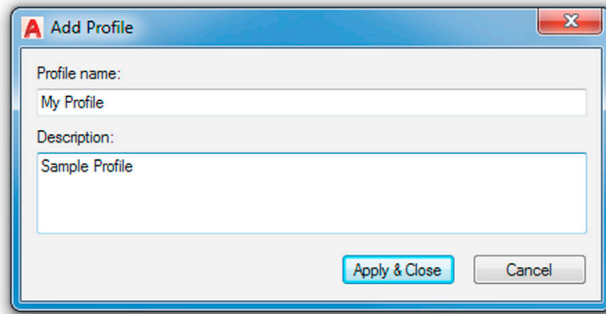 Add Profile
Profile name:
My Profile
Description:
Sample Profile
Apply & Close
Cancel